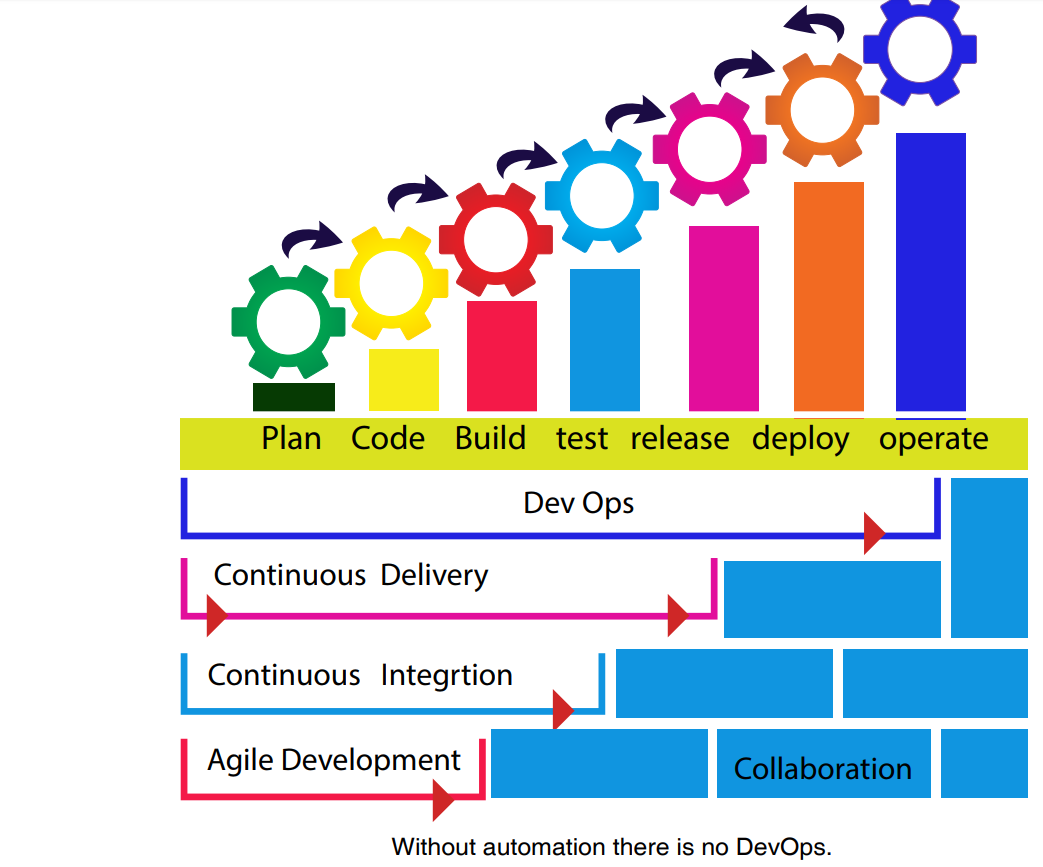 Plan Code Build test release deploy operate
Dev Ops
Continuous Delivery
Continuous Integrtion
Agile Development
Collaboration
Without automation there is no DevOps.